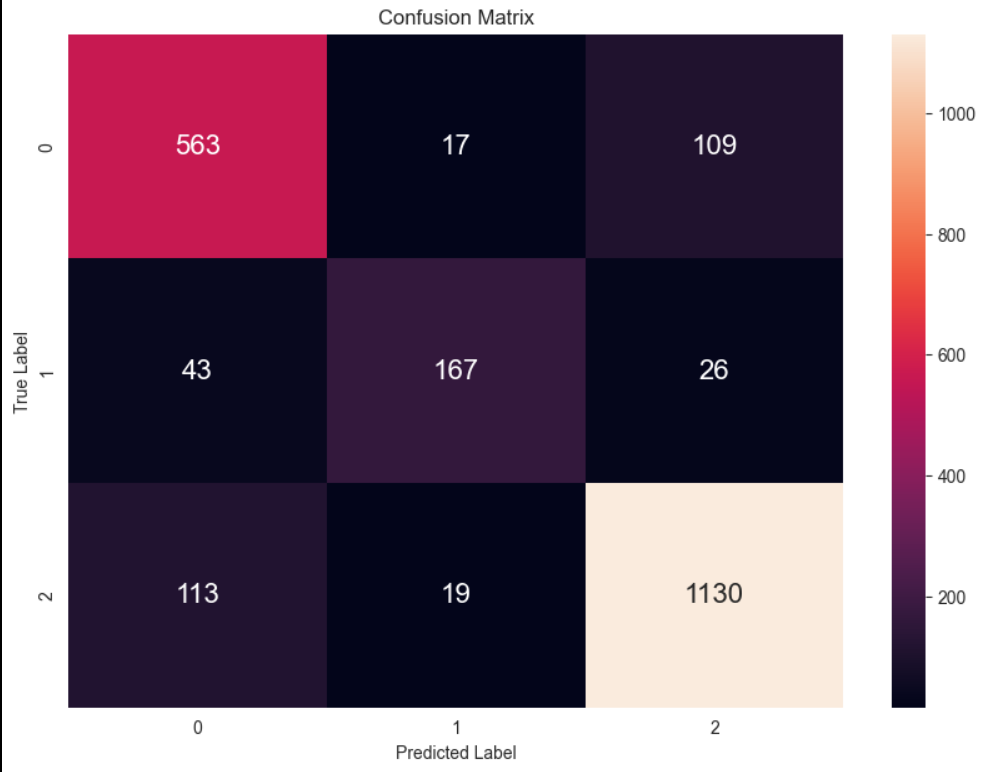 Confusion Matrix
0 563 17 109
1 43 167 26
2 113 19 1130
0 1 2
True Label
Predicted Label
1000
800
600
400
200